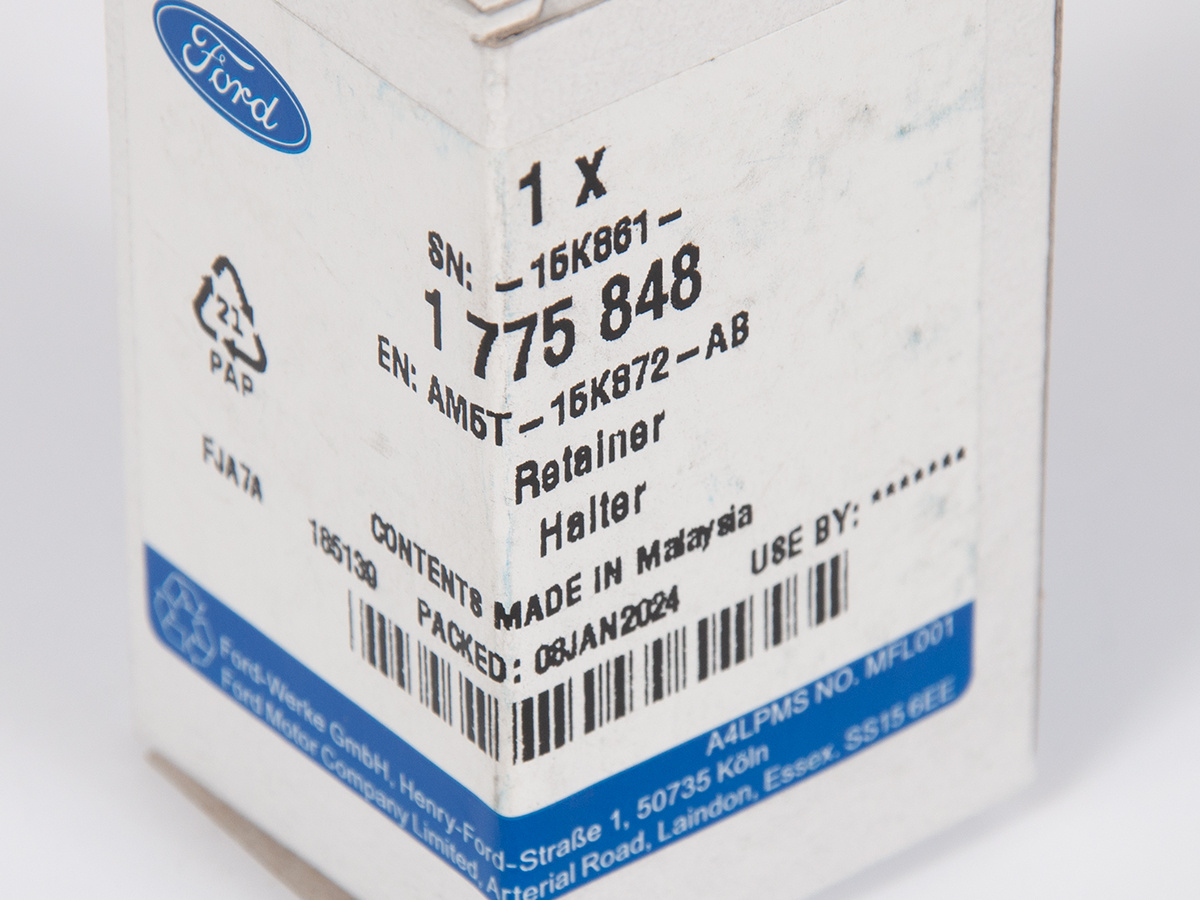 Ford
1 X
SN: -15K861-
1 775 848
EN: AM5T-15K872-AB
Retainer
Halter
21
PAP
FJA7A
CONTENTS MADE IN Malaysia
185139
PACKED: 08JAN2024
USE BY: *******
A4LPMS NO. MFL001
Ford-Werke GmbH, Henry-Ford-Straße 1, 50735 Köln
Ford Motor Company Limited, Arterial Road, Laindon, Essex. SS15 6EE